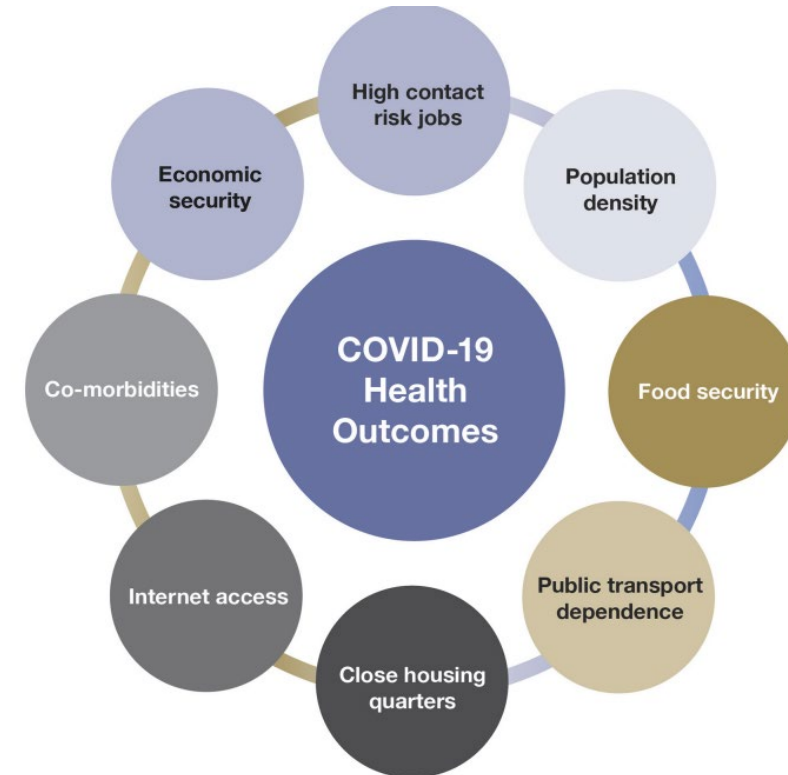 High contact
risk jobs
Population
density
Food security
Public transport
dependence
Close housing
quarters
Internet access
Co-morbidities
Economic
security
COVID-19
Health
Outcomes